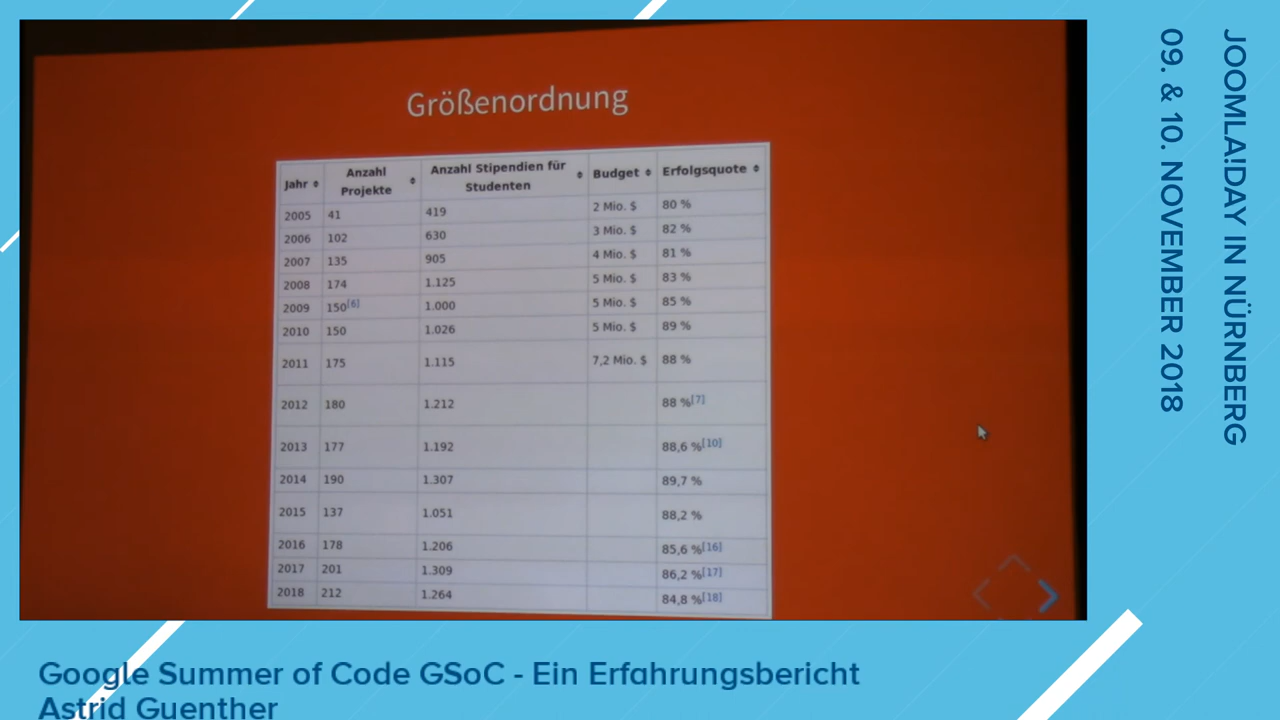 Größenordnung
Jahr Anzahl Projekte Anzahl Stipendien für Studenten Budget Erfolgsquote
2005 41 419 2 Mio. $ 80 %
2006 102 630 3 Mio. $ 82 %
2007 135 905 4 Mio. $ 81 %
2008 174 1.125 5 Mio. $ 83 %
2009 150[6] 1.000 5 Mio. $ 85 %
2010 150 1.026 5 Mio. $ 89 %
2011 175 1.115 7,2 Mio. $ 88 %
2012 180 1.212 88 %[7]
2013 177 1.192 88,6 %[10]
2014 190 1.307 89,7 %
2015 137 1.051 88,2 %
2016 178 1.206 85,6 %[16]
2017 201 1.309 86,2 %[17]
2018 212 1.264 84,8 %[18]
JOOMLA!DAY IN NÜRNBERG
09. & 10. NOVEMBER 2018
Google Summer of Code GSoC - Ein Erfahrungsbericht
Astrid Guenther